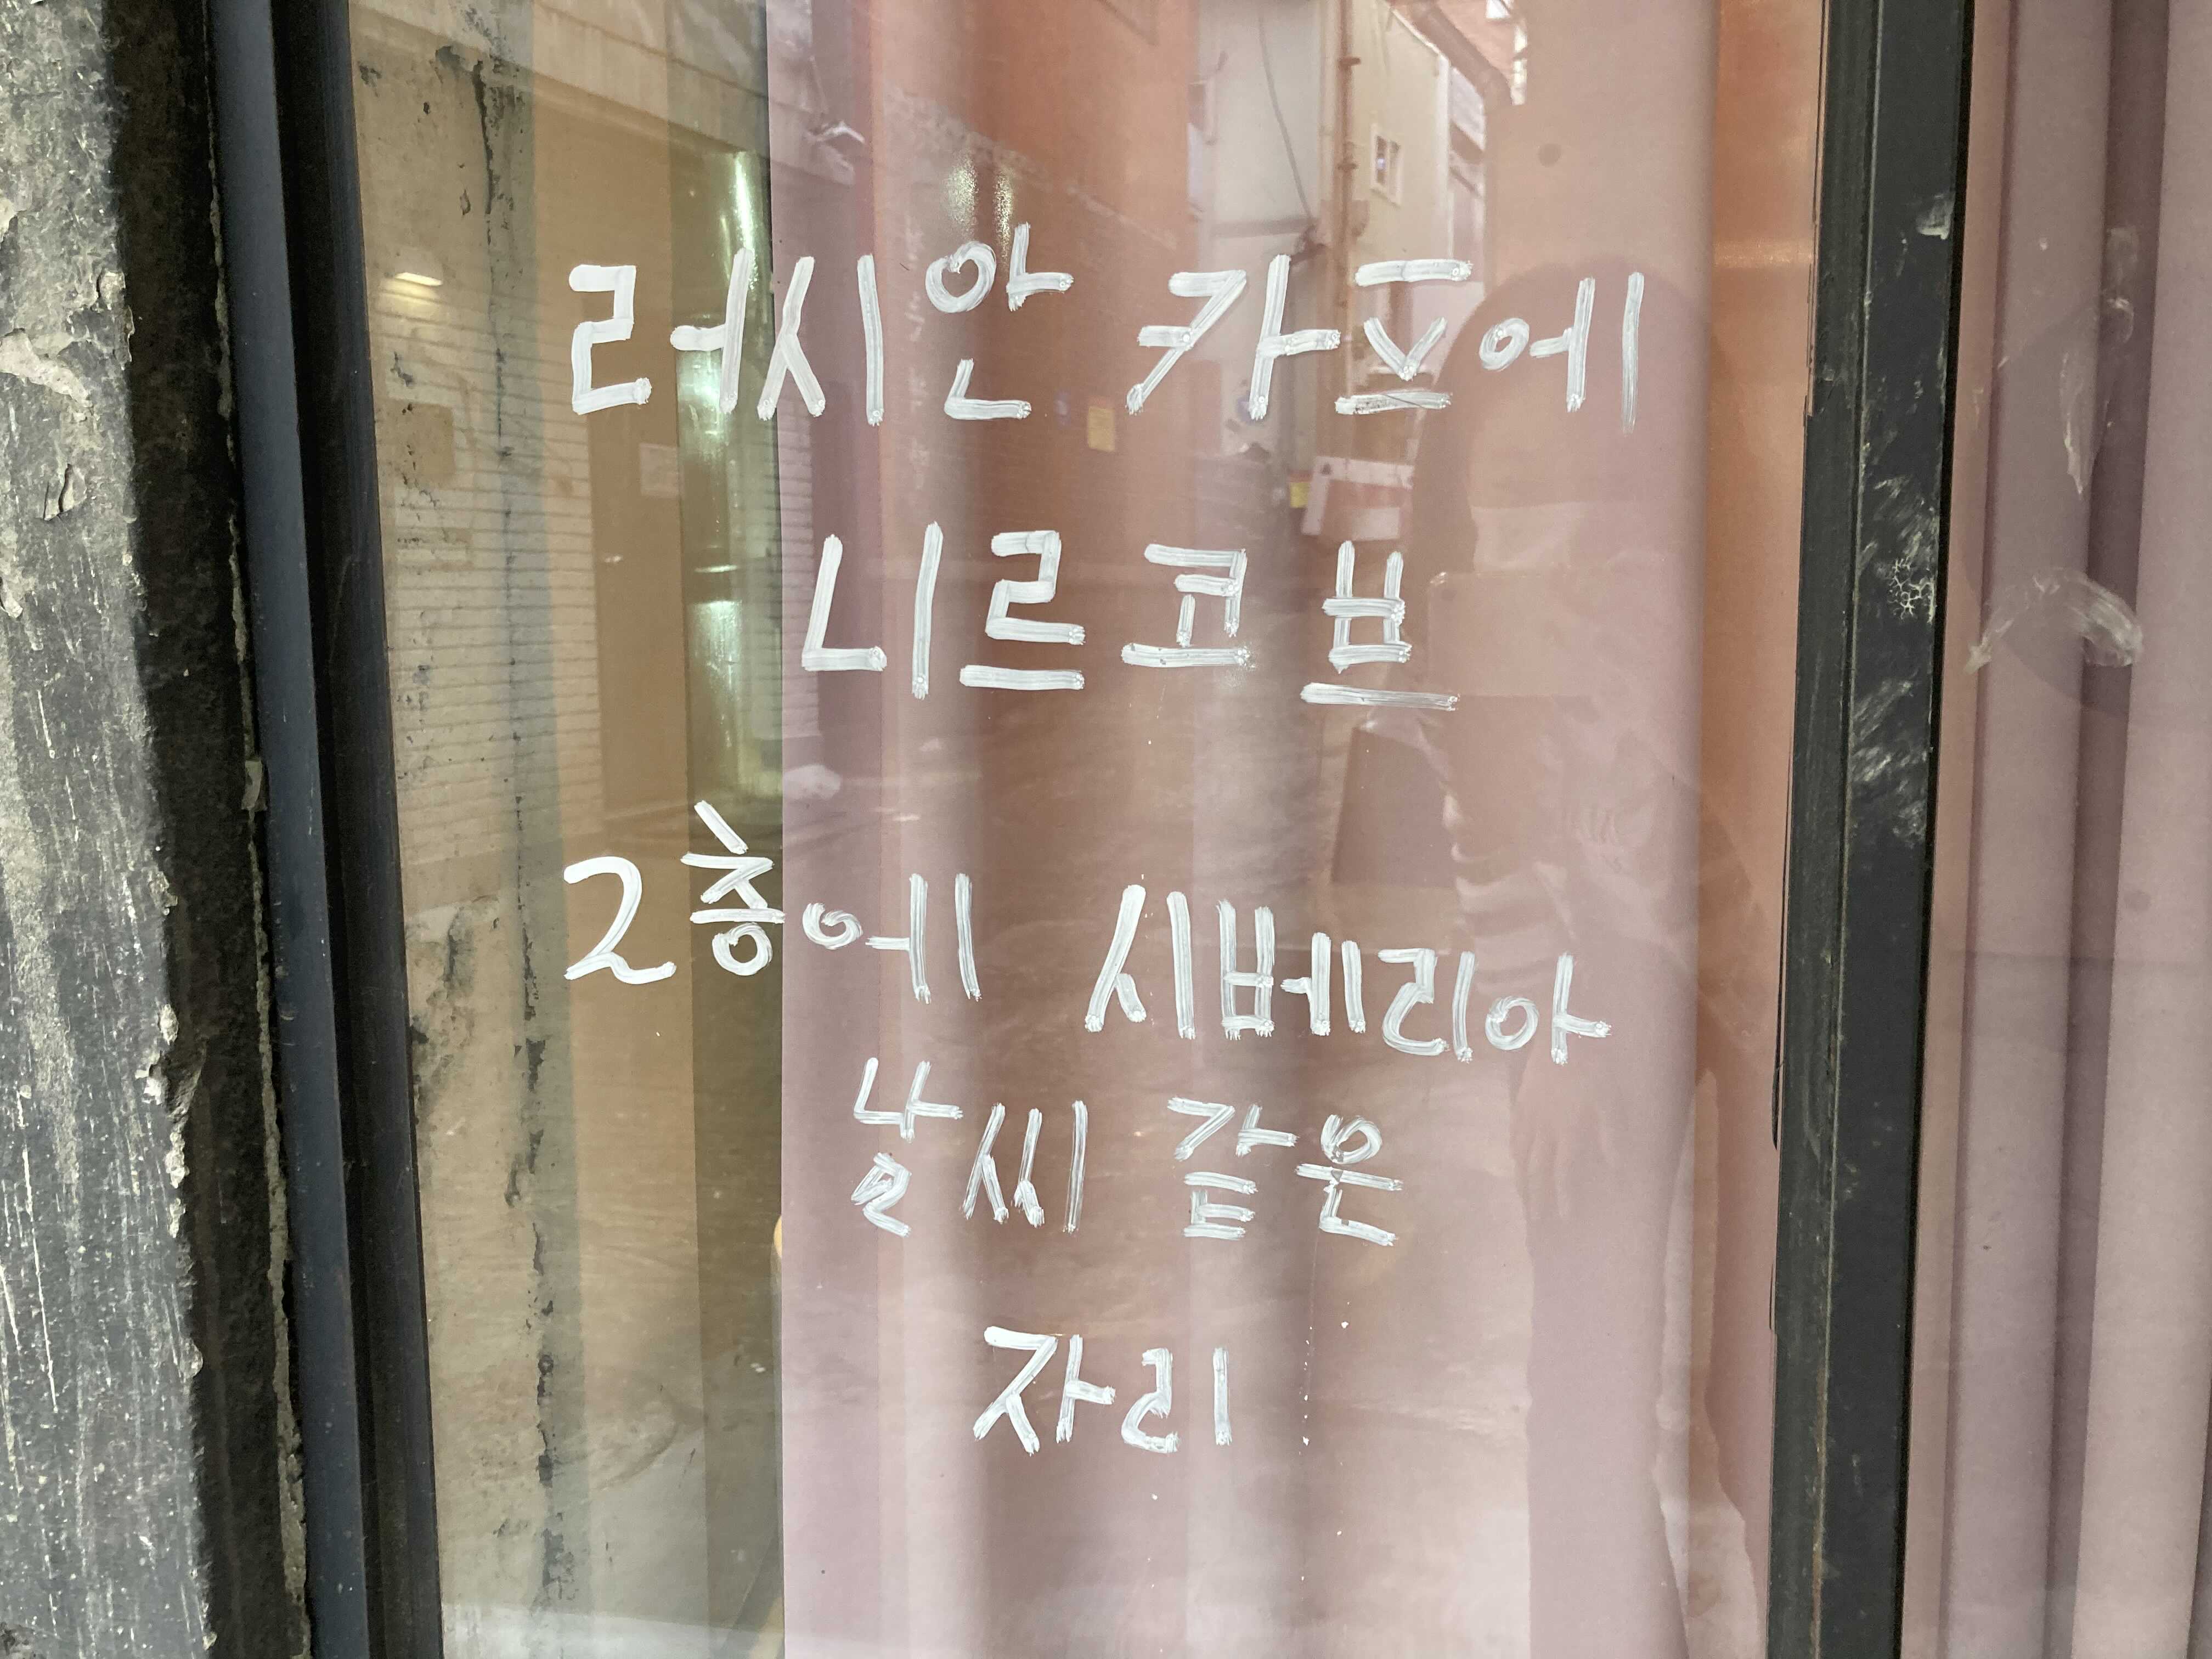 러시안 카프에
니르코브
2층에 시베리아
날씨 같은
자리